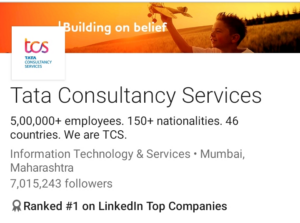 Building on belief
tcs
TATA
CONSULTANCY
SERVICES
Tata Consultancy Services
5,00,000+ employees. 150+ nationalities. 46
countries. We are TCS.
Information Technology & Services • Mumbai,
Maharashtra
7,015,243 followers
Ranked #1 on LinkedIn Top Companies